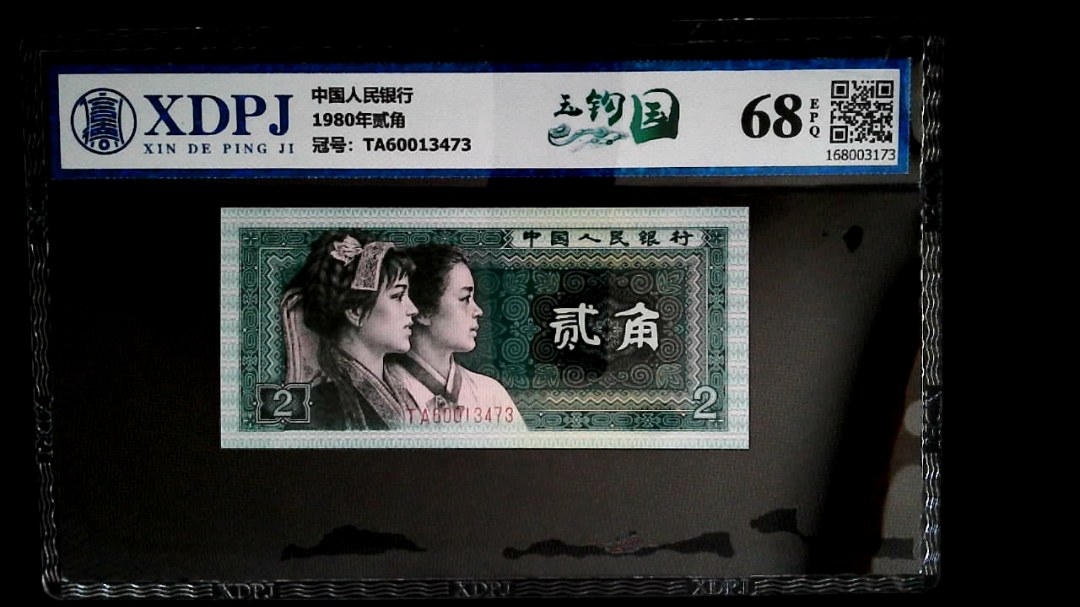 XDPJ
XIN DE PING JI
中国人民银行
1980年贰角
冠号：TA60013473
无钩国
68
EPQ
168003173
中国人民银行
贰角
2
2
TA60013473
XDPJ
XDPJ
XDPJ